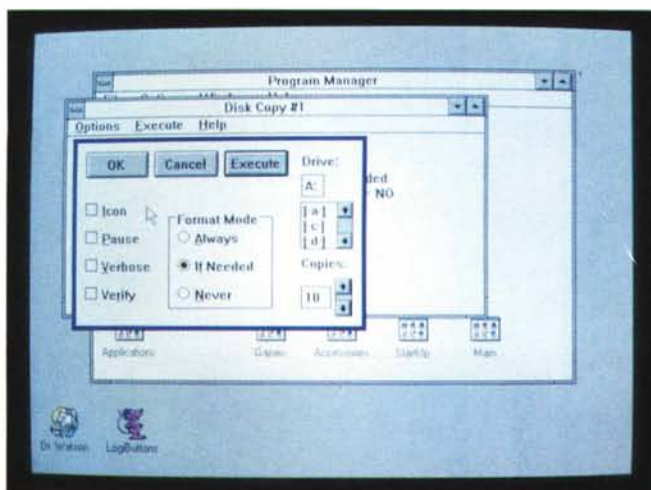 Program Manager
Disk Copy #1
Options Execute Help
OK Cancel Execute
Drive:
A:
[a]
[c]
[d]
NO
Icon
Pause
Verbose
Verify
Format Mode
Always
If Needed
Never
Copies:
10
Applications Games Accessories StartUp Main
Dr. Watson LogiButtons